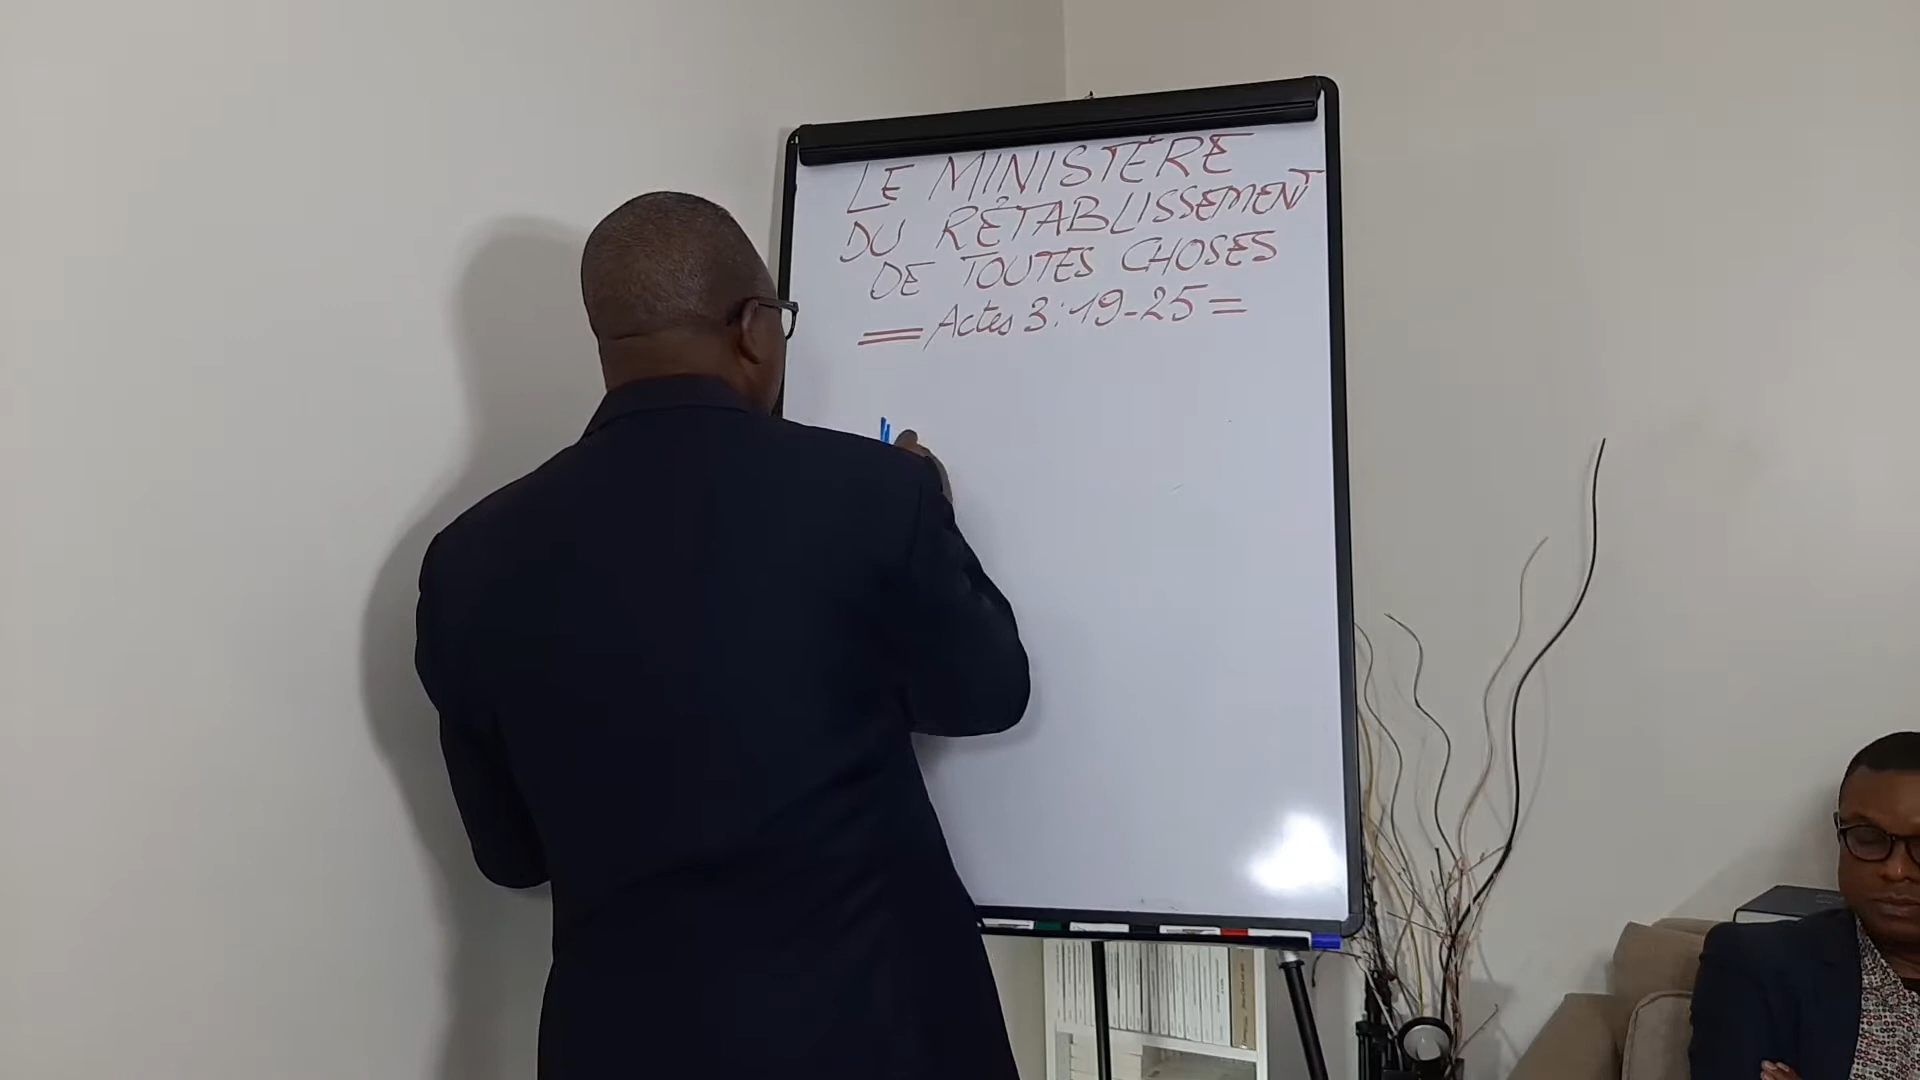 LE MINISTÈRE
DU RÉTABLISSEMENT
DE TOUTES CHOSES
= Actes 3:19-25 =